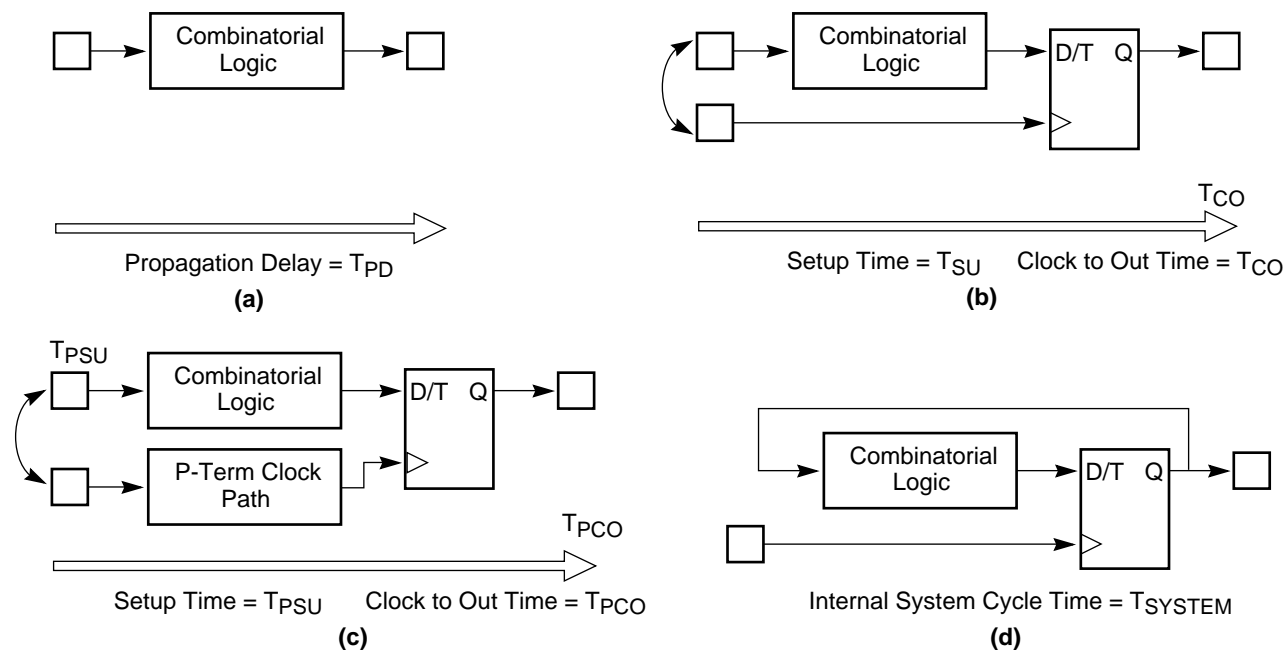 Combinatorial
Logic
Propagation Delay = TPD
(a)
Combinatorial
Logic
D/T Q
TCO
Setup Time = TSU Clock to Out Time = TCO
(b)
TPSU
Combinatorial
Logic
D/T Q
P-Term Clock
Path
TPCO
Setup Time = TPSU Clock to Out Time = TPCO
(c)
Combinatorial
Logic
D/T Q
Internal System Cycle Time = TSYSTEM
(d)